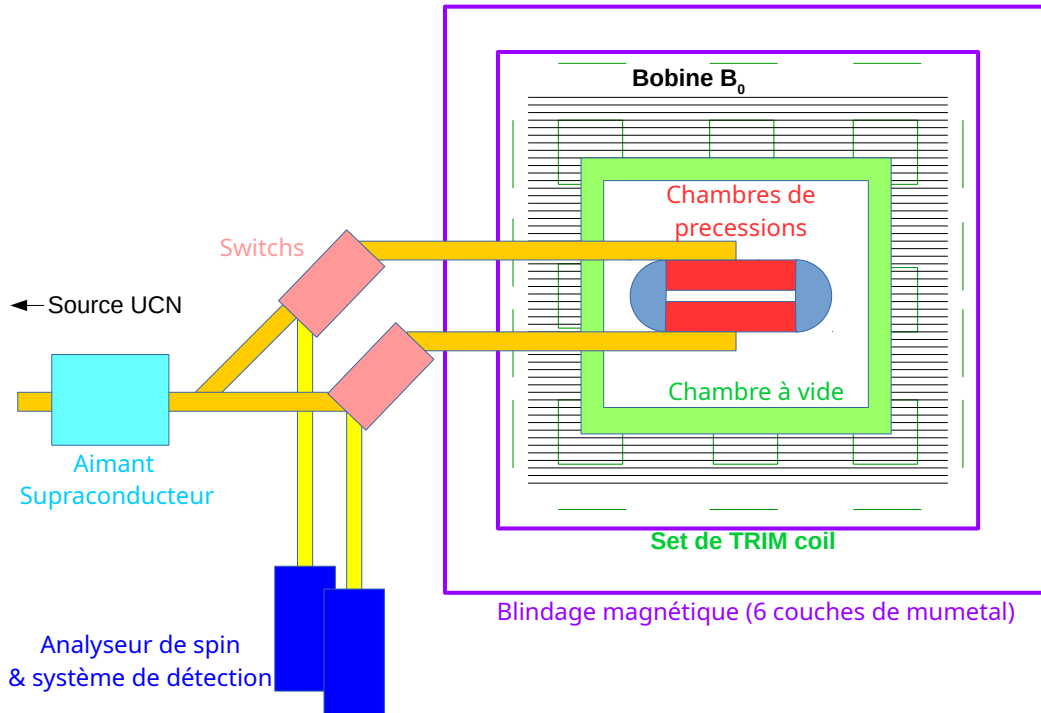 Bobine B0
Chambres de
precessions
Switchs
Source UCN
Chambre à vide
Aimant
Supraconducteur
Set de TRIM coil
Blindage magnétique (6 couches de mumetal)
Analyseur de spin
& système de détection